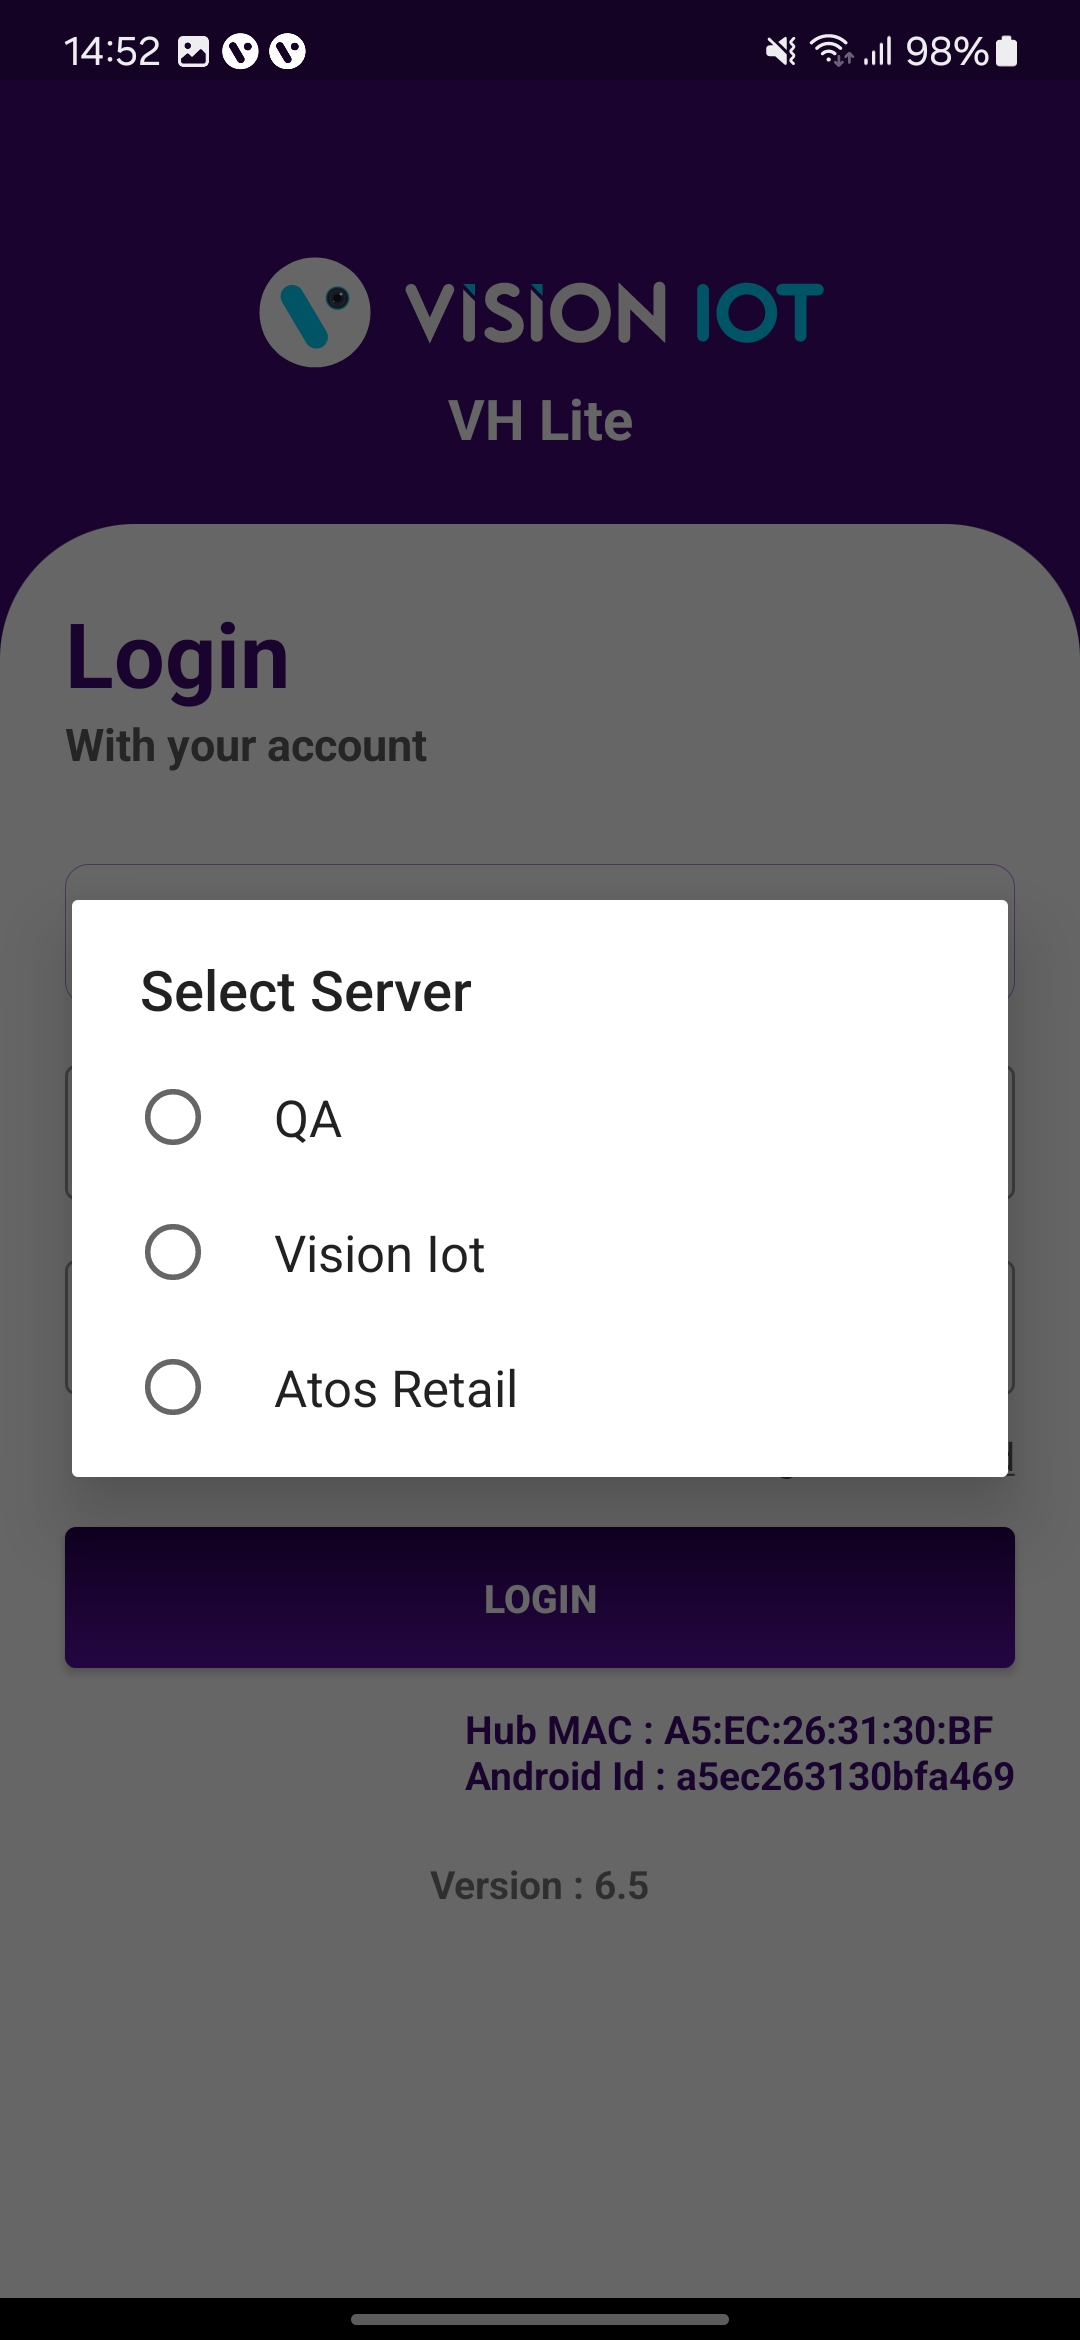 14:52
98%
VISION IOT
VH Lite
Login
With your account
Select Server
QA
Vision Iot
Atos Retail
LOGIN
Hub MAC : A5:EC:26:31:30:BF
Android Id : a5ec263130bfa469
Version : 6.5